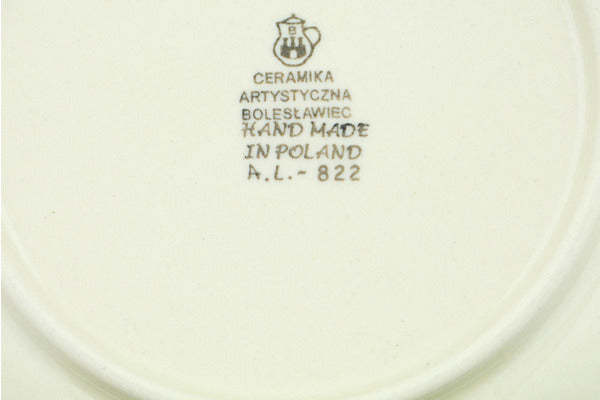 B
CERAMIKA
ARTYSTYCZNA
BOLESŁAWIEC
HAND MADE
IN POLAND
A.L.- 822